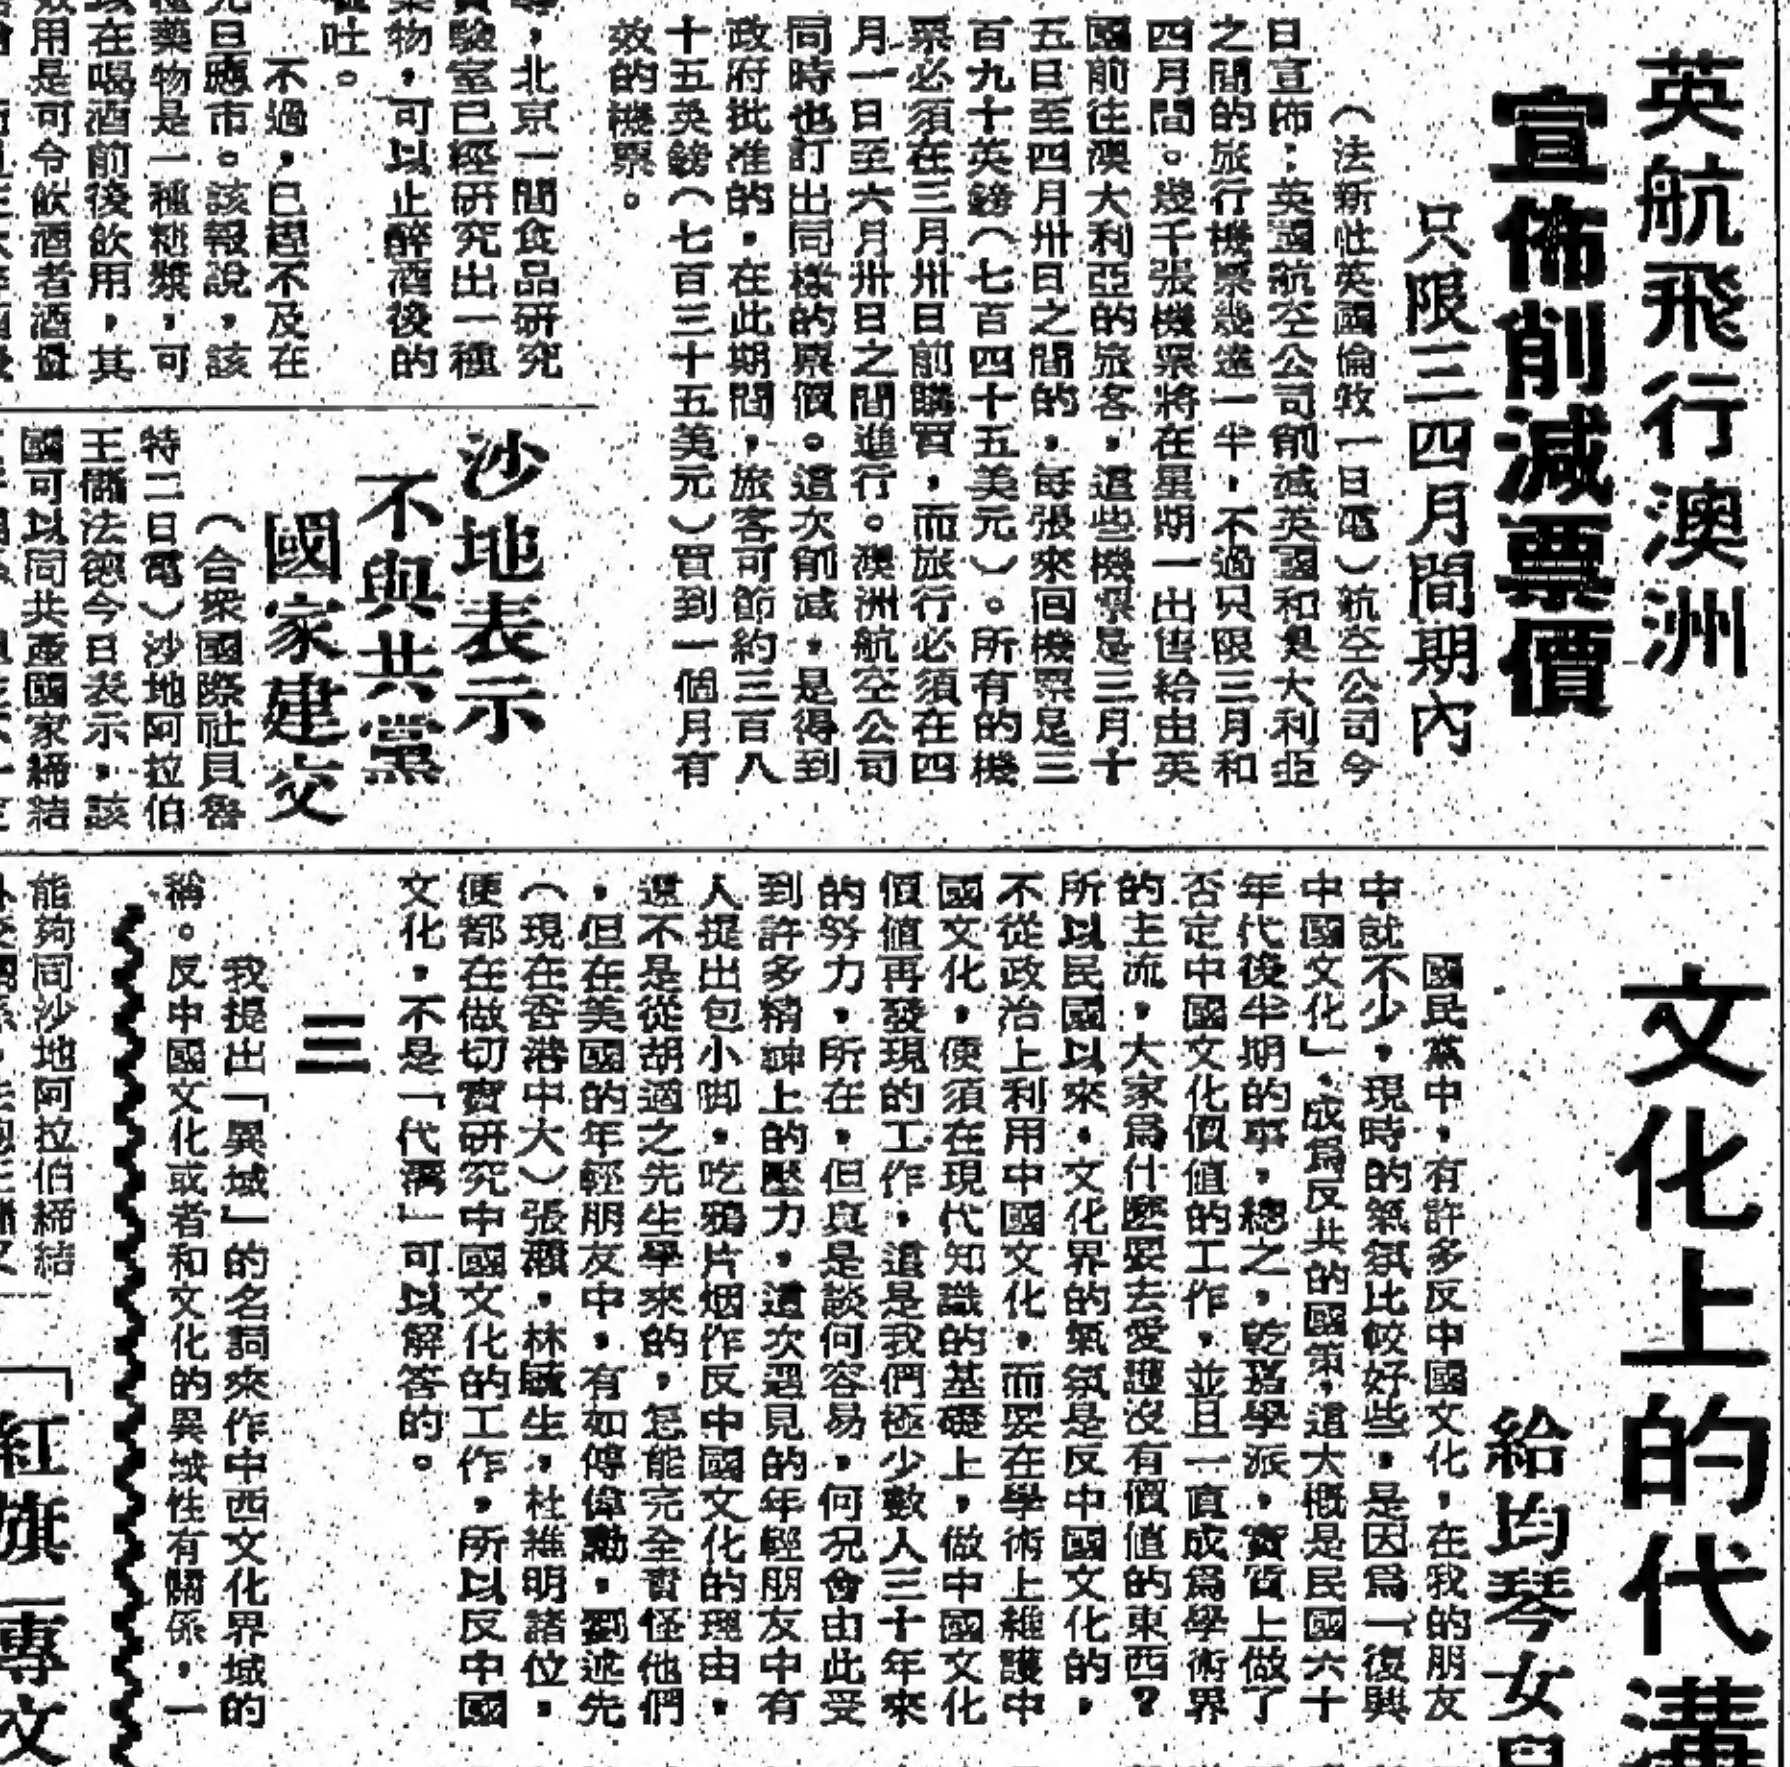 英航飛行澳洲
宣佈削減票價
只限三四月間期內
（法新社英國倫敦一日電）航空公司今
日宣佈：英國航空公司削減英國和澳大利亞
之間的旅行機票幾達一半，不過只限三月和
四月間。幾千張機票將在星期一出售給由英
國前往澳大利亞的旅客，這些機票是三月十
五日至四月卅日之間的，每張來回機票是三
百九十英鎊（七百四十五美元）。所有的機
票必須在三月卅日前購買，而旅行必須在四
月一日至六月卅日之間進行。澳洲航空公司
同時也訂出同樣的票價。這次削減，是得到
政府批准的，在此期間，旅客可節約三百八
十五英鎊（七百三十五美元）買到一個月有
效的機票。
，北京一間食品研究
實驗室已經研究出一種
藥物，可以止醉酒後的
嘔吐。
不過，已趕不及在
元旦應市。該報說，該
種藥物是一種糖漿，可
以在喝酒前後飲用，其
效用是可令飲酒者酒量
沙地表示
不與共黨
國家建交
（合衆國際社貝魯
特二日電）沙地阿拉伯
王儲法德今日表示，該
國可以同共產國家締結
能夠同沙地阿拉伯締結
文化上的代溝
給均琴女兒
國民黨中，有許多反中國文化，在我的朋友
中就不少，現時的氣氛比較好些，是因爲「復興
中國文化」，成爲反共的國策，這大概是民國六十
年代後半期的事，總之，乾嘉學派，實質上做了
否定中國文化價值的工作，並且一直成爲學術界
的主流，大家爲什麼要去愛護沒有價值的東西？
所以民國以來，文化界的氣氛是反中國文化的，
不從政治上利用中國文化，而要在學術上維護中
國文化，便須在現代知識的基礎上，做中國文化
價值再發現的工作，這是我們極少數人三十年來
的努力，所在，但真是談何容易，何況會由此受
到許多精神上的壓力，這次遇見的年輕朋友中有
人提出包小脚，吃鴉片烟作反中國文化的理由，
還不是從胡適之先生學來的，怎能完全責怪他們
，但在美國的年輕朋友中，有如傅偉勳，劉述先
（現在香港中大）張灝，林毓生，杜維明諸位，
便都在做切實研究中國文化的工作，所以反中國
文化，不是「代溝」可以解答的。
三
我提出「異域」的名詞來作中西文化界域的
稱。反中國文化或者和文化的異域性有關係，一
「紅旗」專文